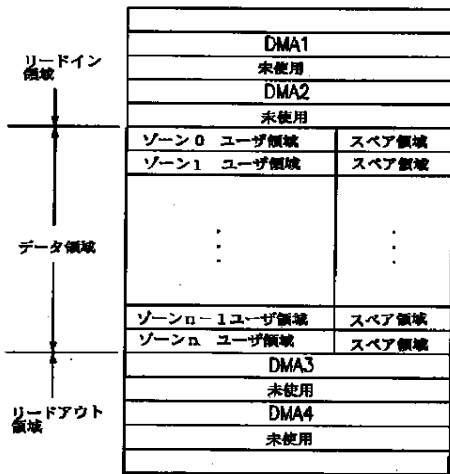 DMA1
未使用
DMA2
未使用
リードイン
領域
ゾーン0 ユーザ領域 スペア領域
ゾーン1 ユーザ領域 スペア領域
データ領域
ゾーンn-1ユーザ領域 スペア領域
ゾーンn ユーザ領域 スペア領域
DMA3
未使用
DMA4
未使用
リードアウト
領域